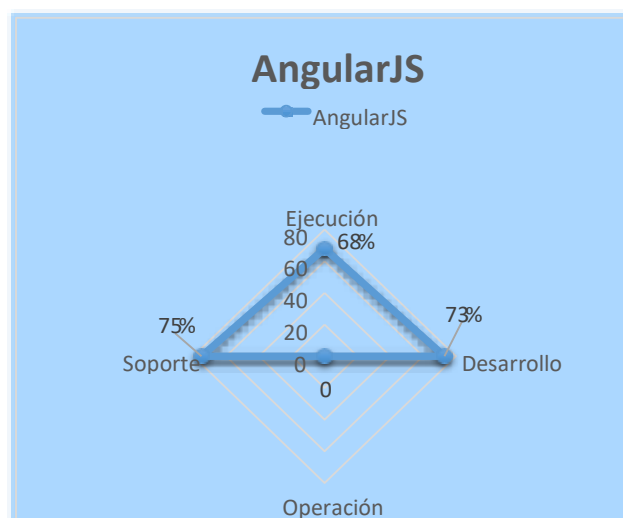 AngularJS
AngularJS
Ejecución
80
68%
60
40
75%
73%
20
Soporte
0
Desarrollo
0
Operación